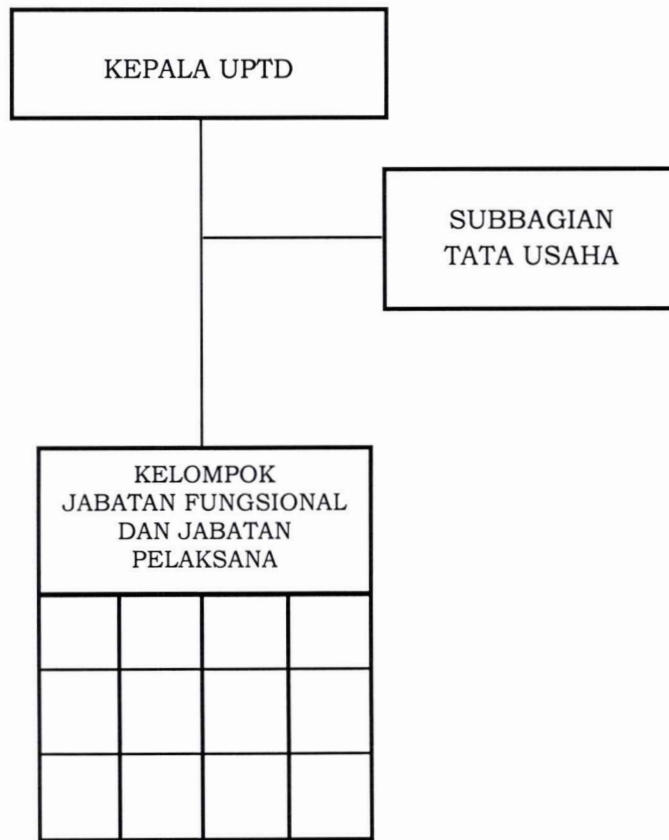 KEPALA UPTD
SUBBAGIAN
TATA USAHA
KELOMPOK
JABATAN FUNGSIONAL
DAN JABATAN
PELAKSANA